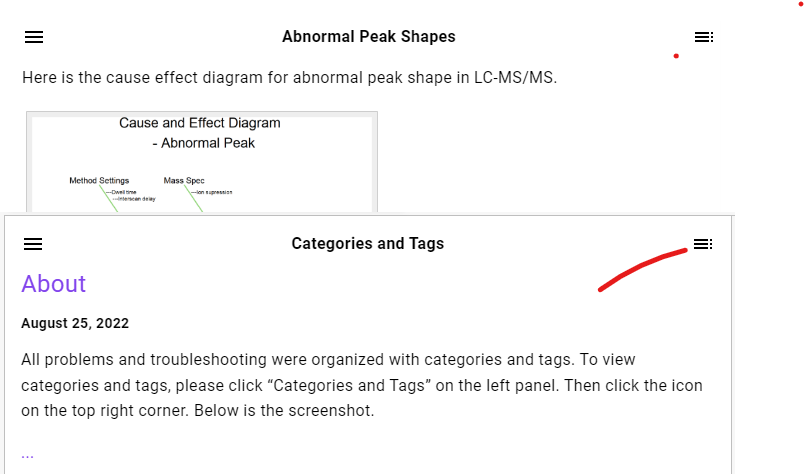 Abnormal Peak Shapes
Here is the cause effect diagram for abnormal peak shape in LC-MS/MS.
Cause and Effect Diagram
- Abnormal Peak
Method Settings
Mass Spec
Dwell time
Ion supression
Interscan delay
Categories and Tags
About
August 25, 2022
All problems and troubleshooting were organized with categories and tags. To view
categories and tags, please click “Categories and Tags” on the left panel. Then click the icon
on the top right corner. Below is the screenshot.
...